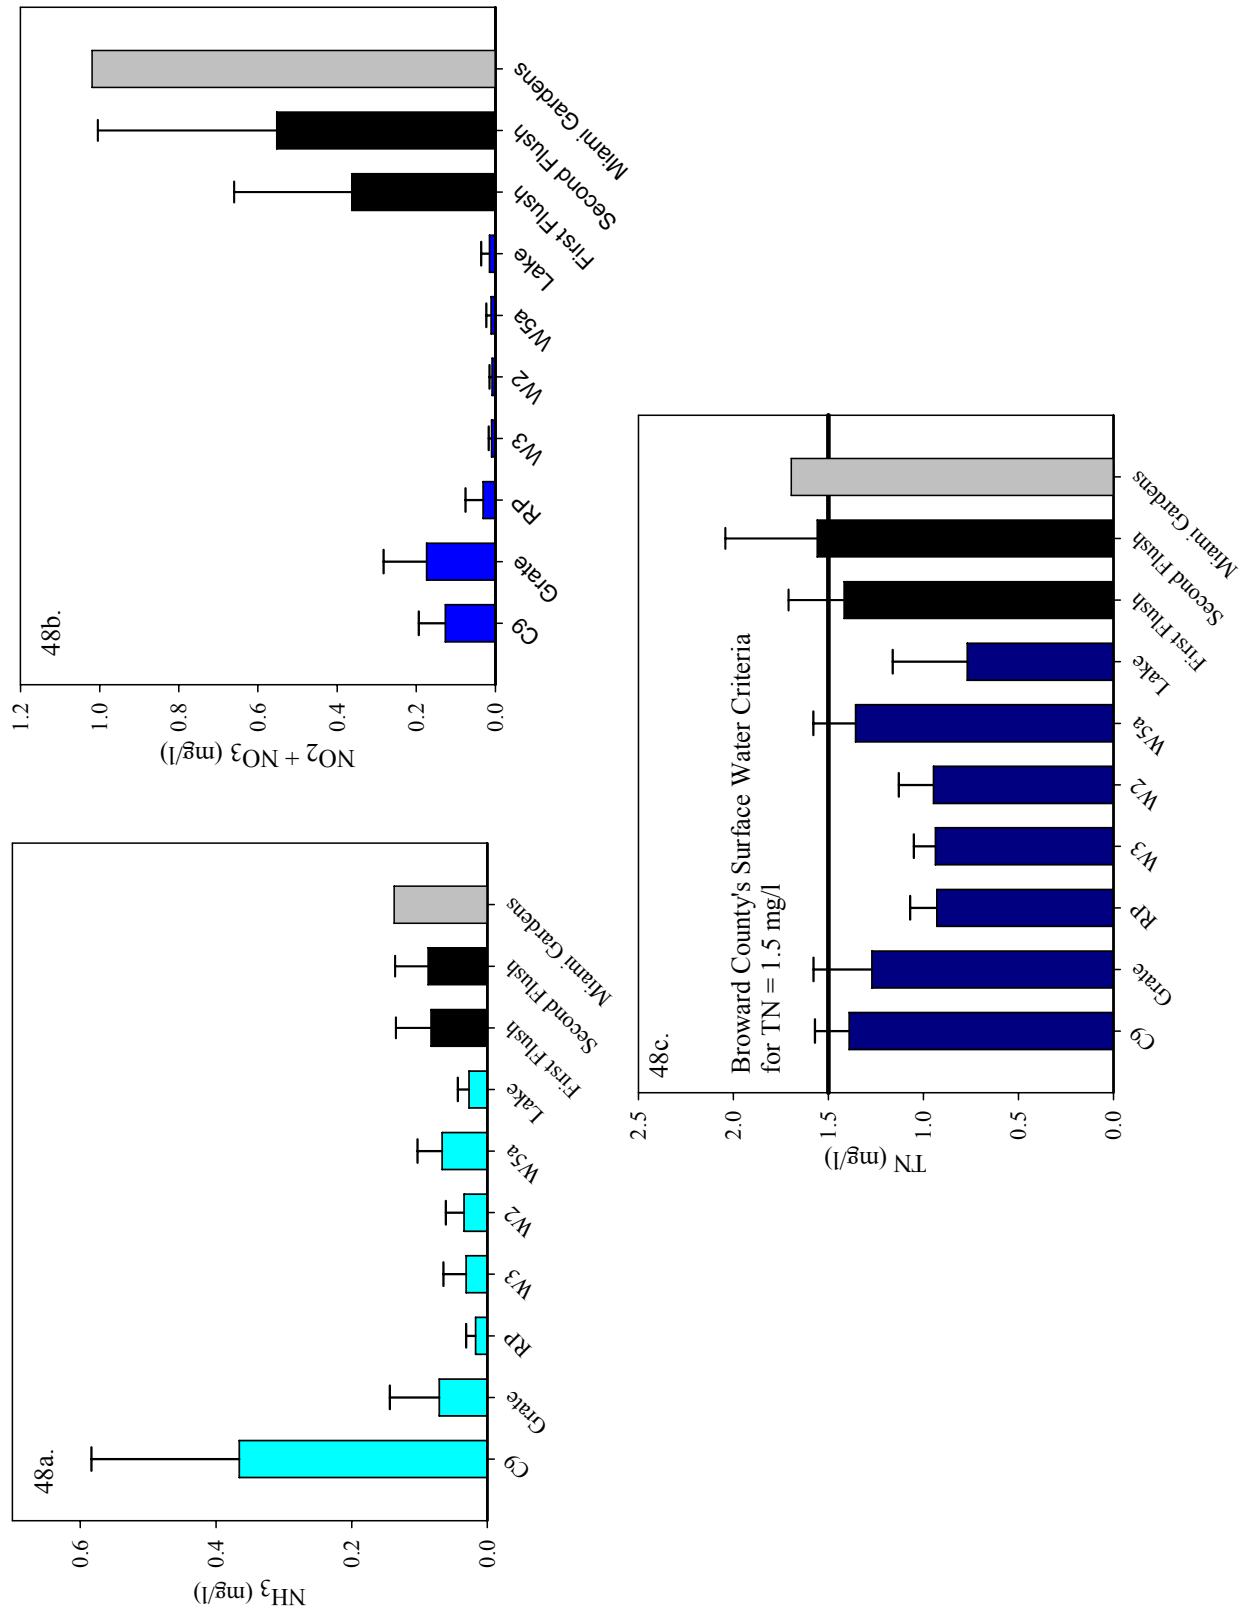 48a.
NH3 (mg/l)
0.6
0.4
0.2
0.0
C9
Grate
RP
W3
W2
W5a
Lake
First Flush
Second Flush
Miami Gardens
48b.
NO2 + NO3 (mg/l)
1.2
1.0
0.8
0.6
0.4
0.2
0.0
C9
Grate
RP
W3
W2
W5a
Lake
First Flush
Second Flush
Miami Gardens
48c.
Broward County's Surface Water Criteria
for TN = 1.5 mg/l
TN (mg/l)
2.5
2.0
1.5
1.0
0.5
0.0
C9
Grate
RP
W3
W2
W5a
Lake
First Flush
Second Flush
Miami Gardens